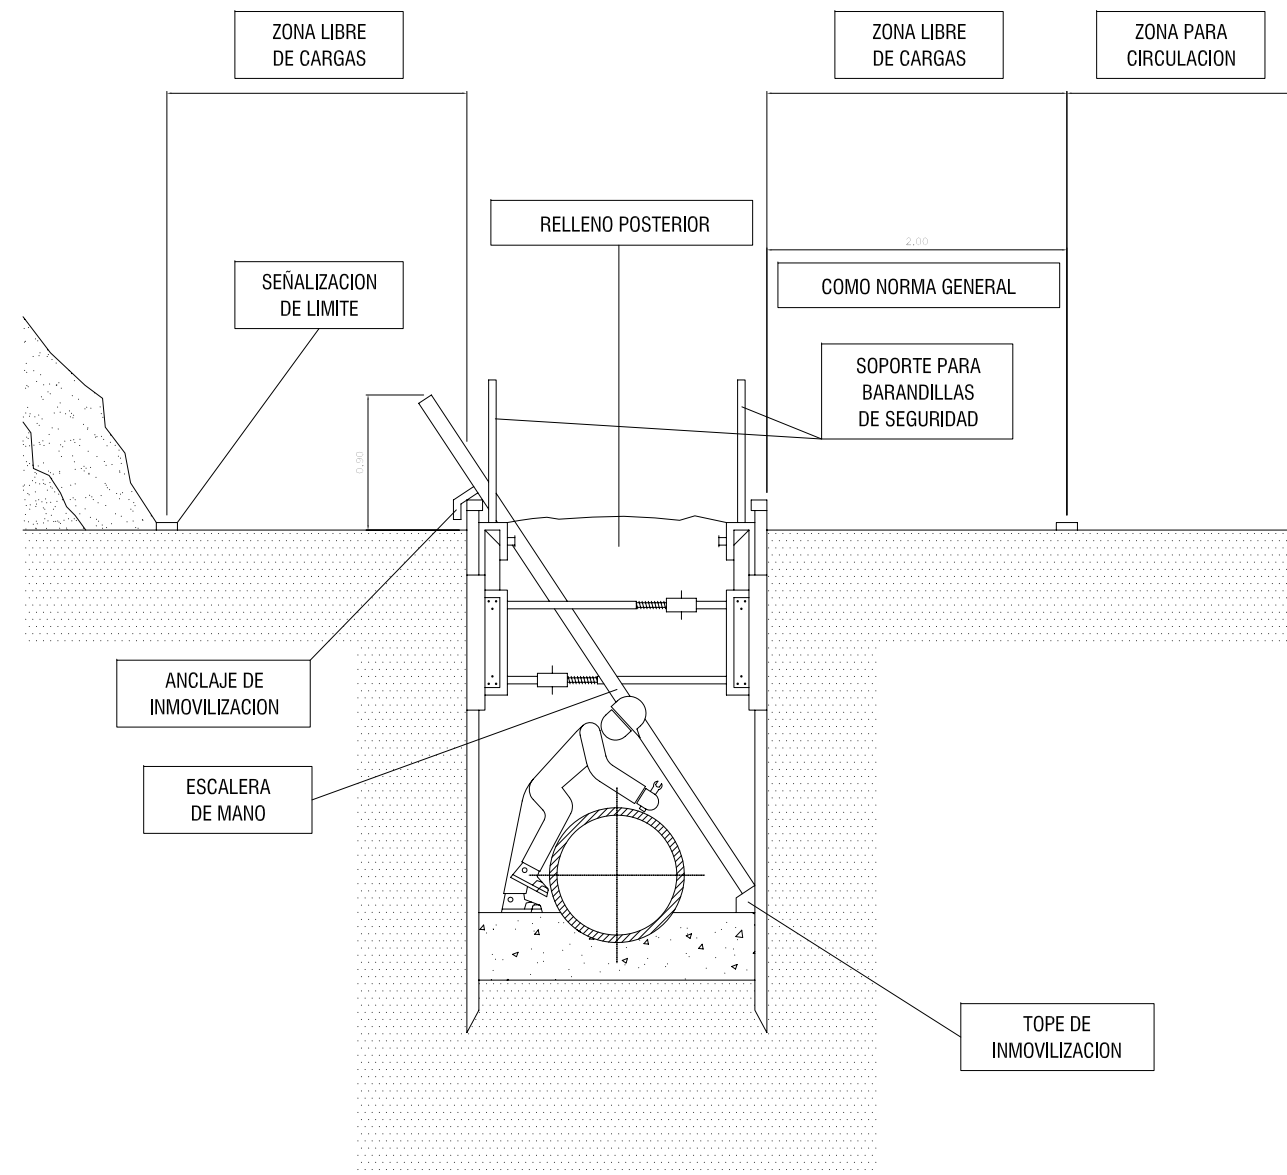 ZONA LIBRE
DE CARGAS
ZONA LIBRE
DE CARGAS
ZONA PARA
CIRCULACION
RELLENO POSTERIOR
2.00
SEÑALIZACION
DE LIMITE
COMO NORMA GENERAL
SOPORTE PARA
BARANDILLAS
DE SEGURIDAD
0.90
ANCLAJE DE
INMOVILIZACION
ESCALERA
DE MANO
TOPE DE
INMOVILIZACION